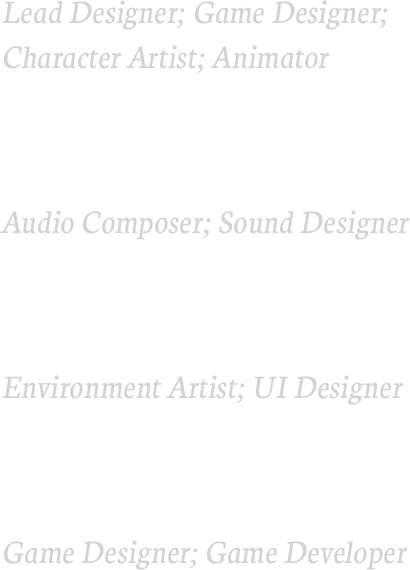 Lead Designer; Game Designer;
Character Artist; Animator
Audio Composer; Sound Designer
Environment Artist; UI Designer
Game Designer; Game Developer